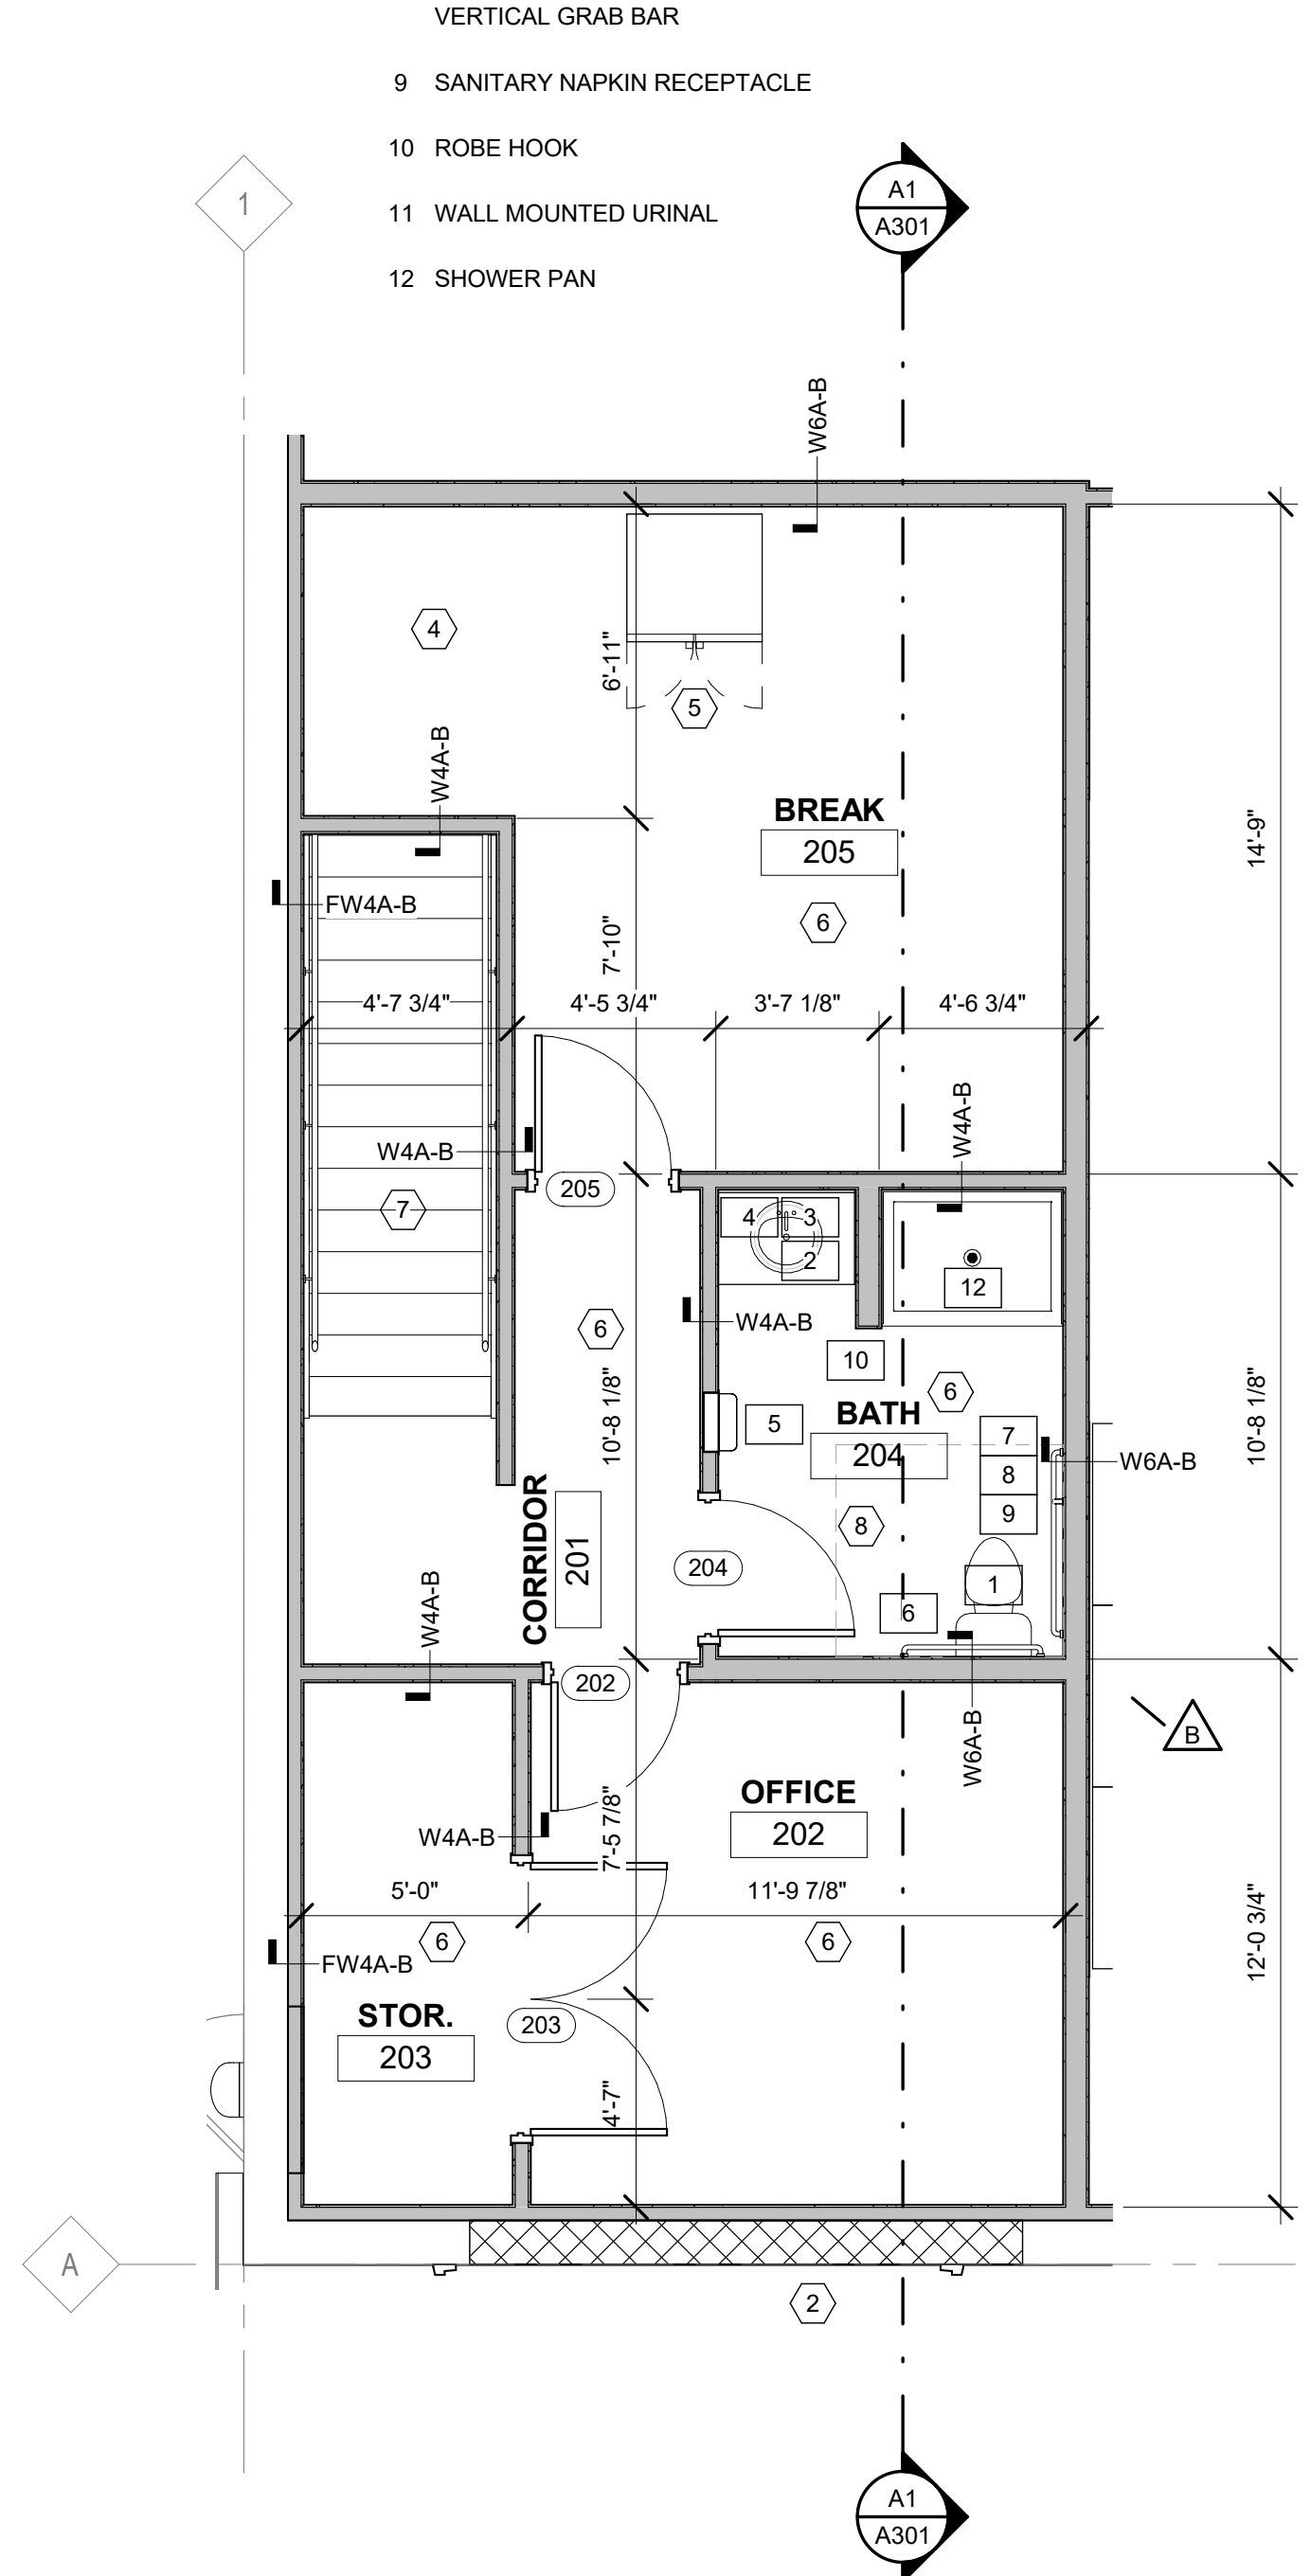 VERTICAL GRAB BAR
9 SANITARY NAPKIN RECEPTACLE
10 ROBE HOOK
11 WALL MOUNTED URINAL
12 SHOWER PAN
1
A1
A301
W6A-B
4
6'-11"
5
W4A-B
BREAK
205
14'-9"
FW4A-B
6
7'-10"
4'-7 3/4"
4'-5 3/4"
3'-7 1/8"
4'-6 3/4"
W4A-B
W4A-B
205
7
4
3
2
12
6
W4A-B
10
6
10'-8 1/8"
10'-8 1/8"
5
BATH
204
7
8
9
W6A-B
CORRIDOR
201
8
204
1
6
W4A-B
202
W6A-B
B
OFFICE
202
7'-5 7/8"
W4A-B
5'-0"
11'-9 7/8"
12'-0 3/4"
6
6
FW4A-B
STOR.
203
203
4'-7"
A
2
A1
A301